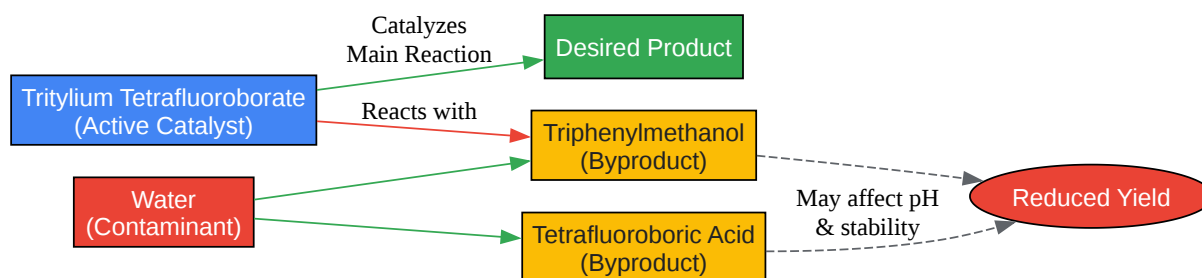 Catalyzes
Main Reaction
Desired Product
Tritylium Tetrafluoroborate
(Active Catalyst)
Reacts with
Triphenylmethanol
(Byproduct)
Water
(Contaminant)
May affect pH
& stability
Reduced Yield
Tetrafluoroboric Acid
(Byproduct)